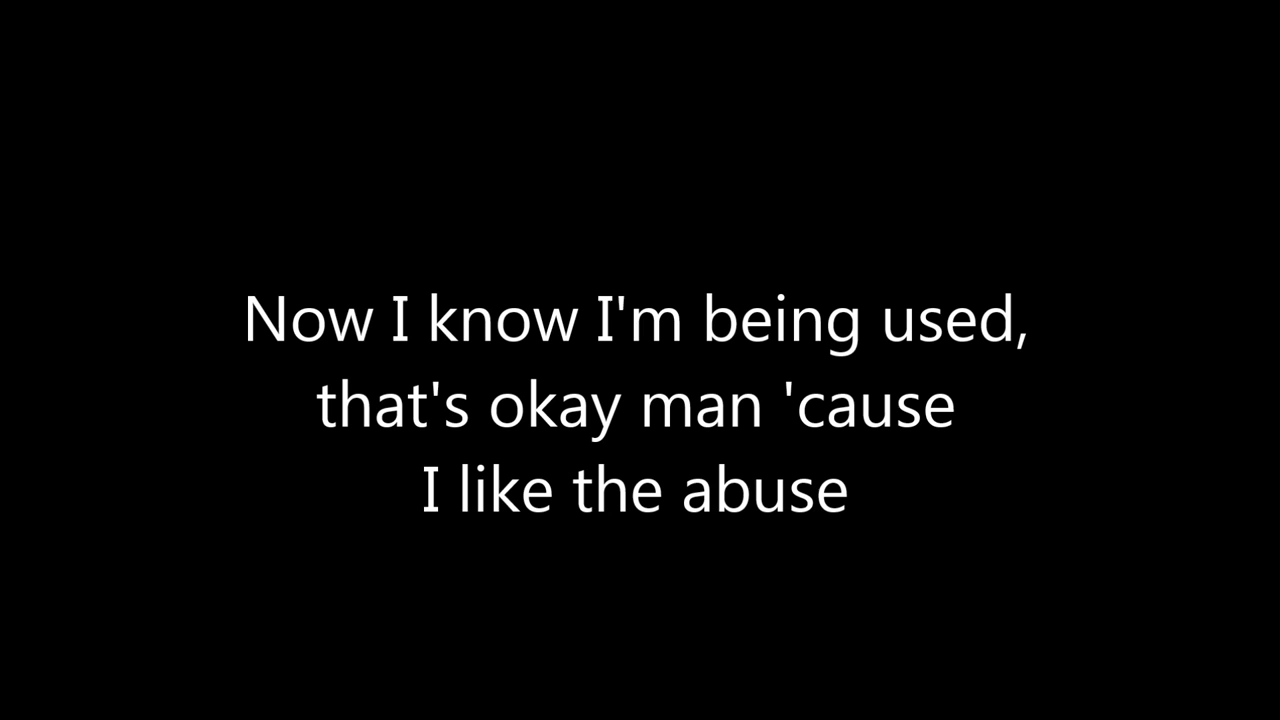 Now I know I'm being used,
that's okay man 'cause
I like the abuse